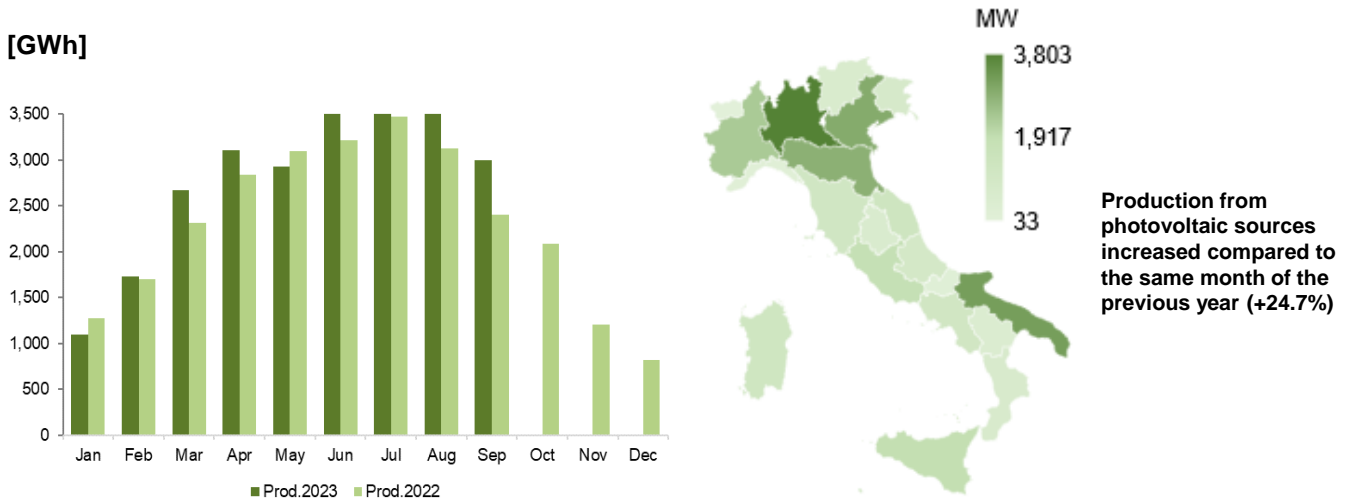 [GWh]
3,500
3,000
2,500
2,000
1,500
1,000
500
0
Jan Feb Mar Apr May Jun Jul Aug Sep Oct Nov Dec
Prod.2023 Prod.2022
MW
3,803
1,917
33
Production from
photovoltaic sources
increased compared to
the same month of the
previous year (+24.7%)